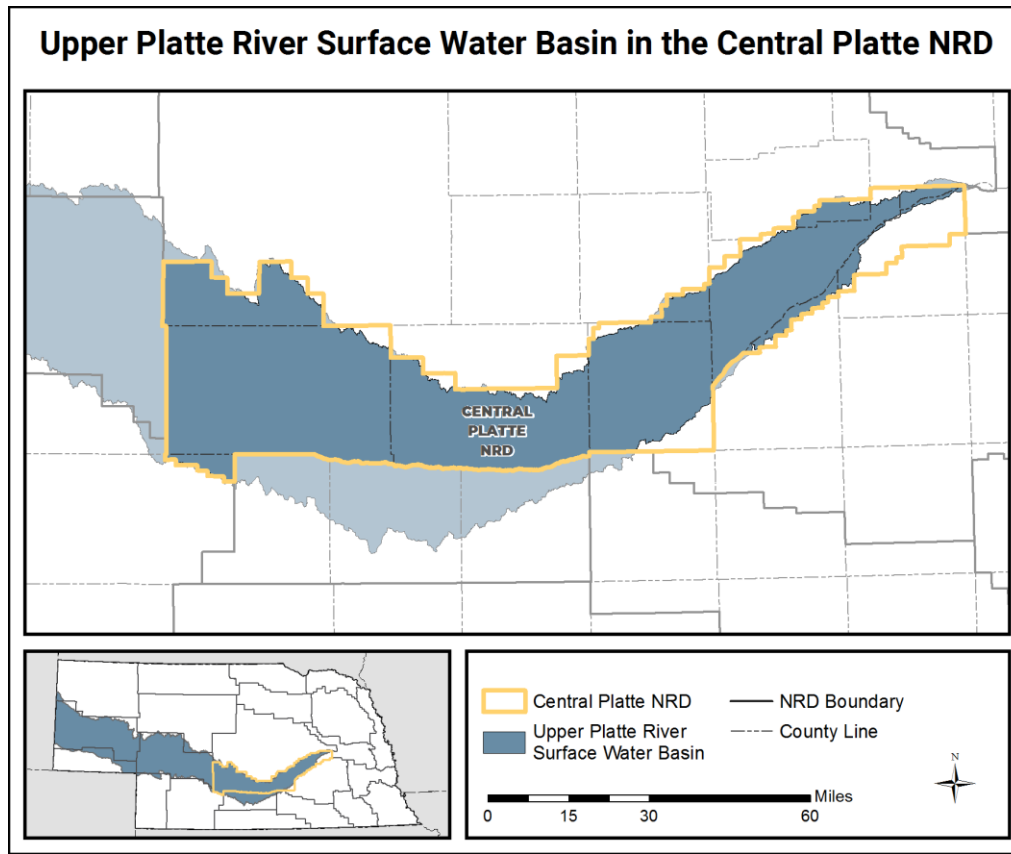 Upper Platte River Surface Water Basin in the Central Platte NRD
CENTRAL
PLATTE
NRD
Central Platte NRD
Upper Platte River
Surface Water Basin
NRD Boundary
County Line
Miles
0 15 30 60
N